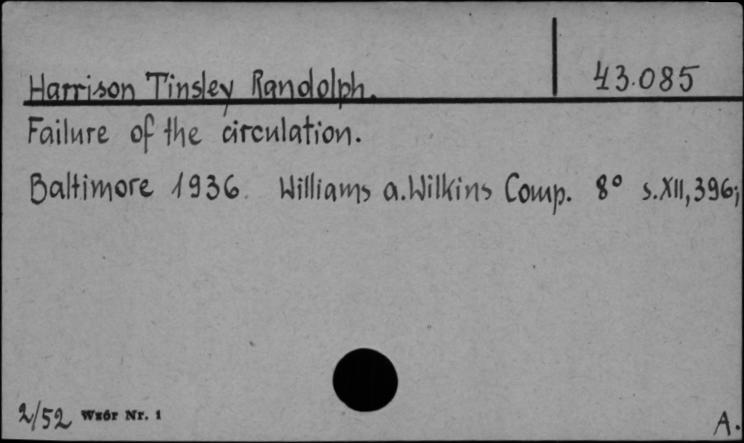 Harrison Tinsley Randolph.
43.085
Failure of the circulation.
Baltimore 1936. Williams a. Wilkins Comp. 8° s.XII,396;
2/52 Wzór Nr. 1
A.